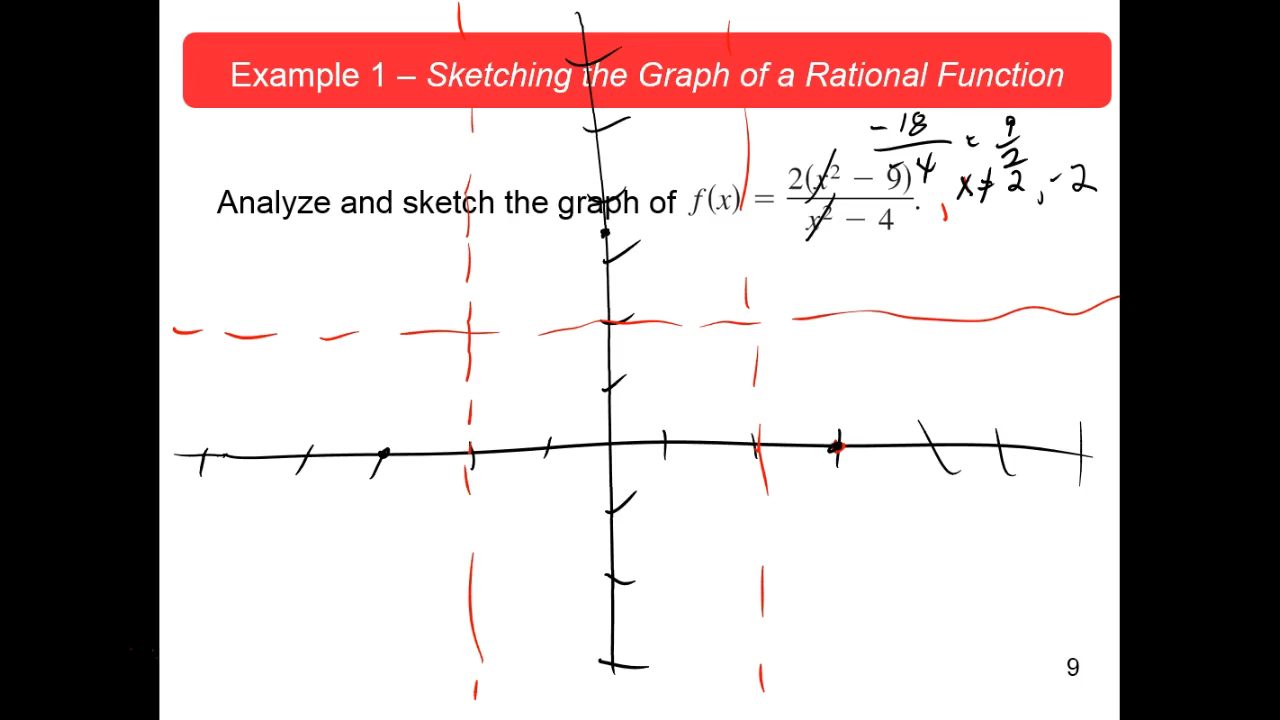 Example 1 – Sketching the Graph of a Rational Function
-18/-4 = 9/2
Analyze and sketch the graph of f(x) = 2(x² − 9)/x² − 4. , x ≠ 2, -2
9